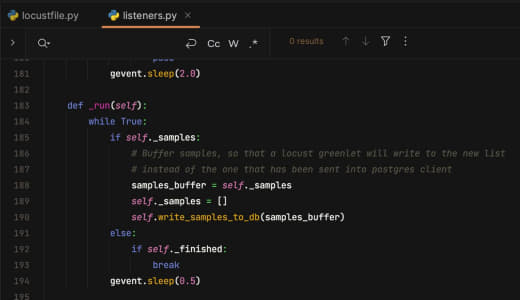 locustfile.py
listeners.py
Cc W .* 0 results
181 gevent.sleep(2.0)
182
183 def _run(self):
184 while True:
185 if self._samples:
186 # Buffer samples, so that a locust greenlet will write to the new list
187 # instead of the one that has been sent into postgres client
188 samples_buffer = self._samples
189 self._samples = []
190 self.write_samples_to_db(samples_buffer)
191 else:
192 if self._finished:
193 break
194 gevent.sleep(0.5)
195